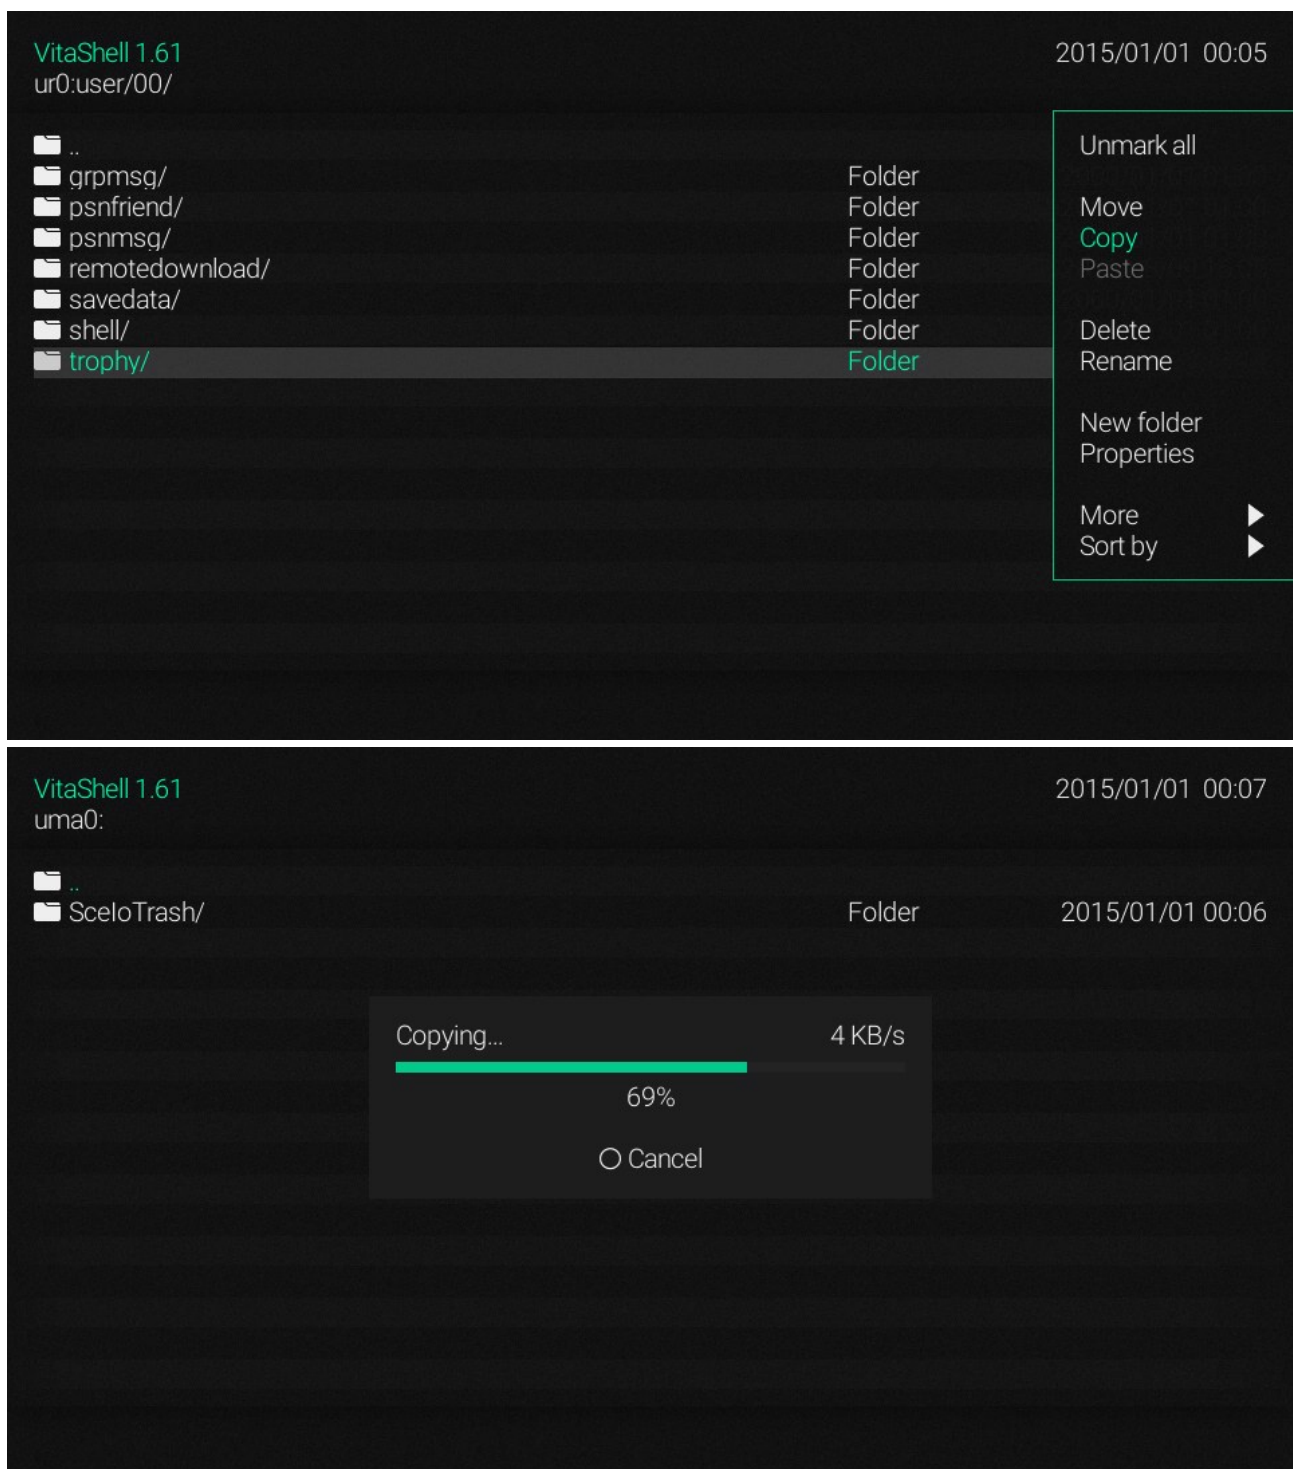 VitaShell 1.61 2015/01/01 00:05
ur0:user/00/
..
grpmsg/ Folder
psnfriend/ Folder
psnmsg/ Folder
remotedownload/ Folder
savedata/ Folder
shell/ Folder
trophy/ Folder
Unmark all
Move
Copy
Paste
Delete
Rename
New folder
Properties
More
Sort by
VitaShell 1.61 2015/01/01 00:07
uma0:
..
SceIoTrash/ Folder 2015/01/01 00:06
Copying... 4 KB/s
69%
Cancel